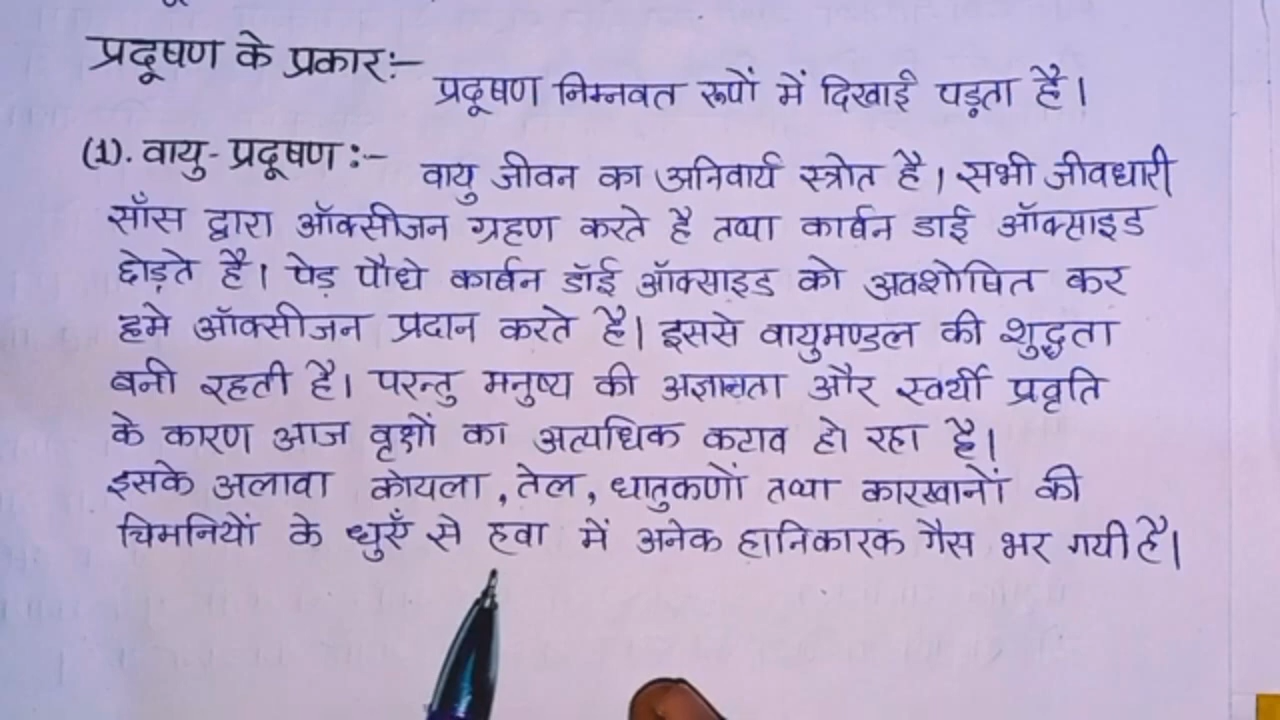 प्रदूषण के प्रकार:-
प्रदूषण निम्नवत रूपों में दिखाई पड़ता है।
(1). वायु- प्रदूषण :-
वायु जीवन का अनिवार्य स्त्रोत है। सभी जीवधारी
साँस द्वारा ऑक्सीजन ग्रहण करते है तथा कार्बन डाई ऑक्साइड
छोड़ते है। पेड़ पौधे कार्बन डॉई ऑक्साइड को अवशोषित कर
हमे ऑक्सीजन प्रदान करते है। इससे वायुमण्डल की शुद्धता
बनी रहती है। परन्तु मनुष्य की अज्ञानता और स्वर्थी प्रवृति
के कारण आज वृक्षों का अत्यधिक कटाव हो रहा है।
इसके अलावा कोयला, तेल, धातुकणों तथा कारखानों की
चिमनियों के धुएँ से हवा में अनेक हानिकारक गैस भर गयी है।